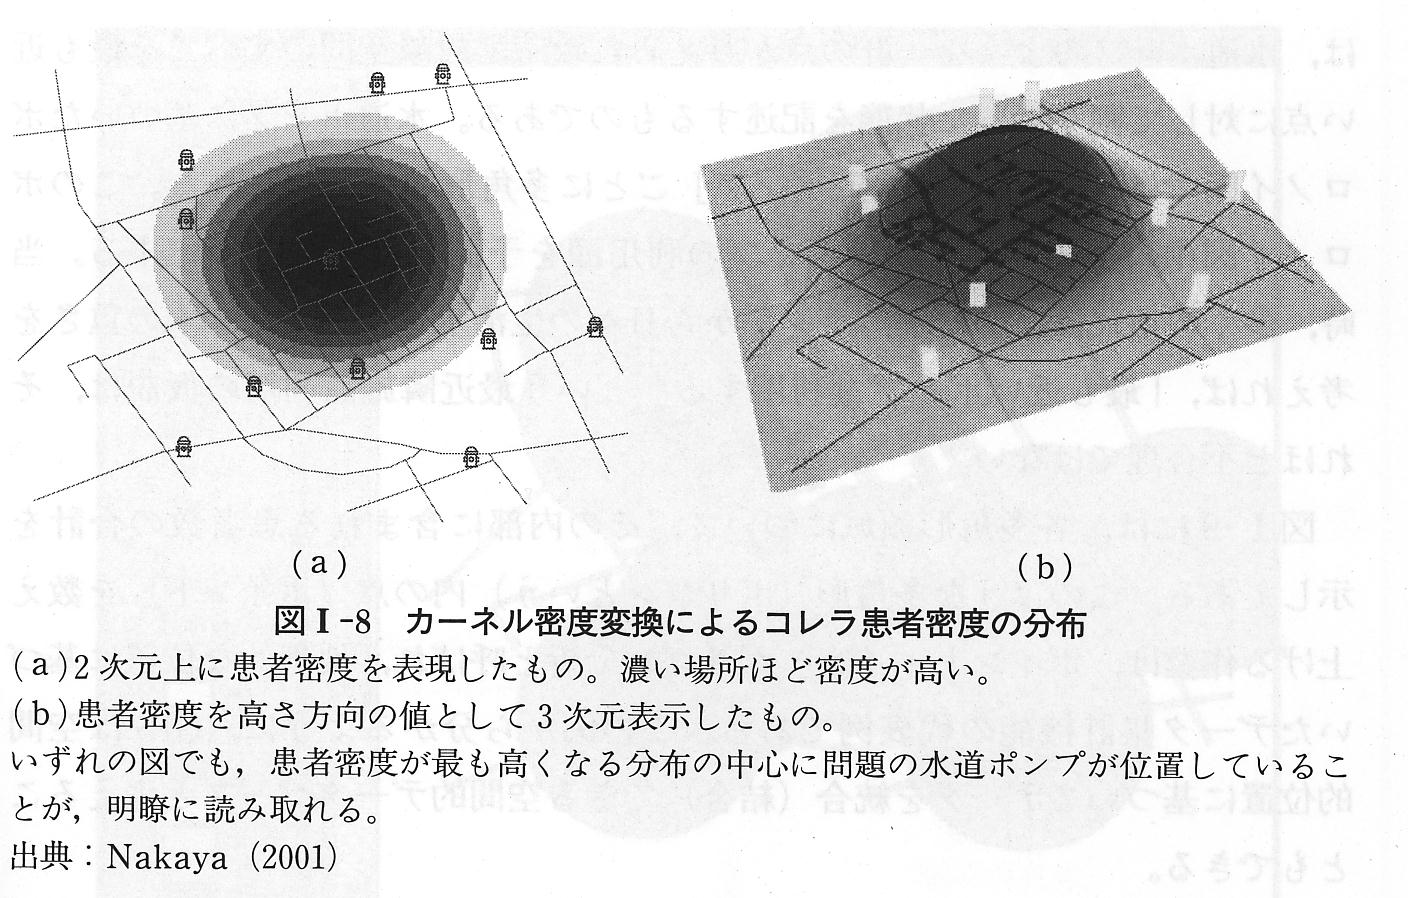 (a)
(b)
図Ⅰ-8　カーネル密度変換によるコレラ患者密度の分布
(a)2次元上に患者密度を表現したもの。濃い場所ほど密度が高い。
(b)患者密度を高さ方向の値として3次元表示したもの。
いずれの図でも，患者密度が最も高くなる分布の中心に問題の水道ポンプが位置しているこ
とが，明瞭に読み取れる。
出典：Nakaya（2001）